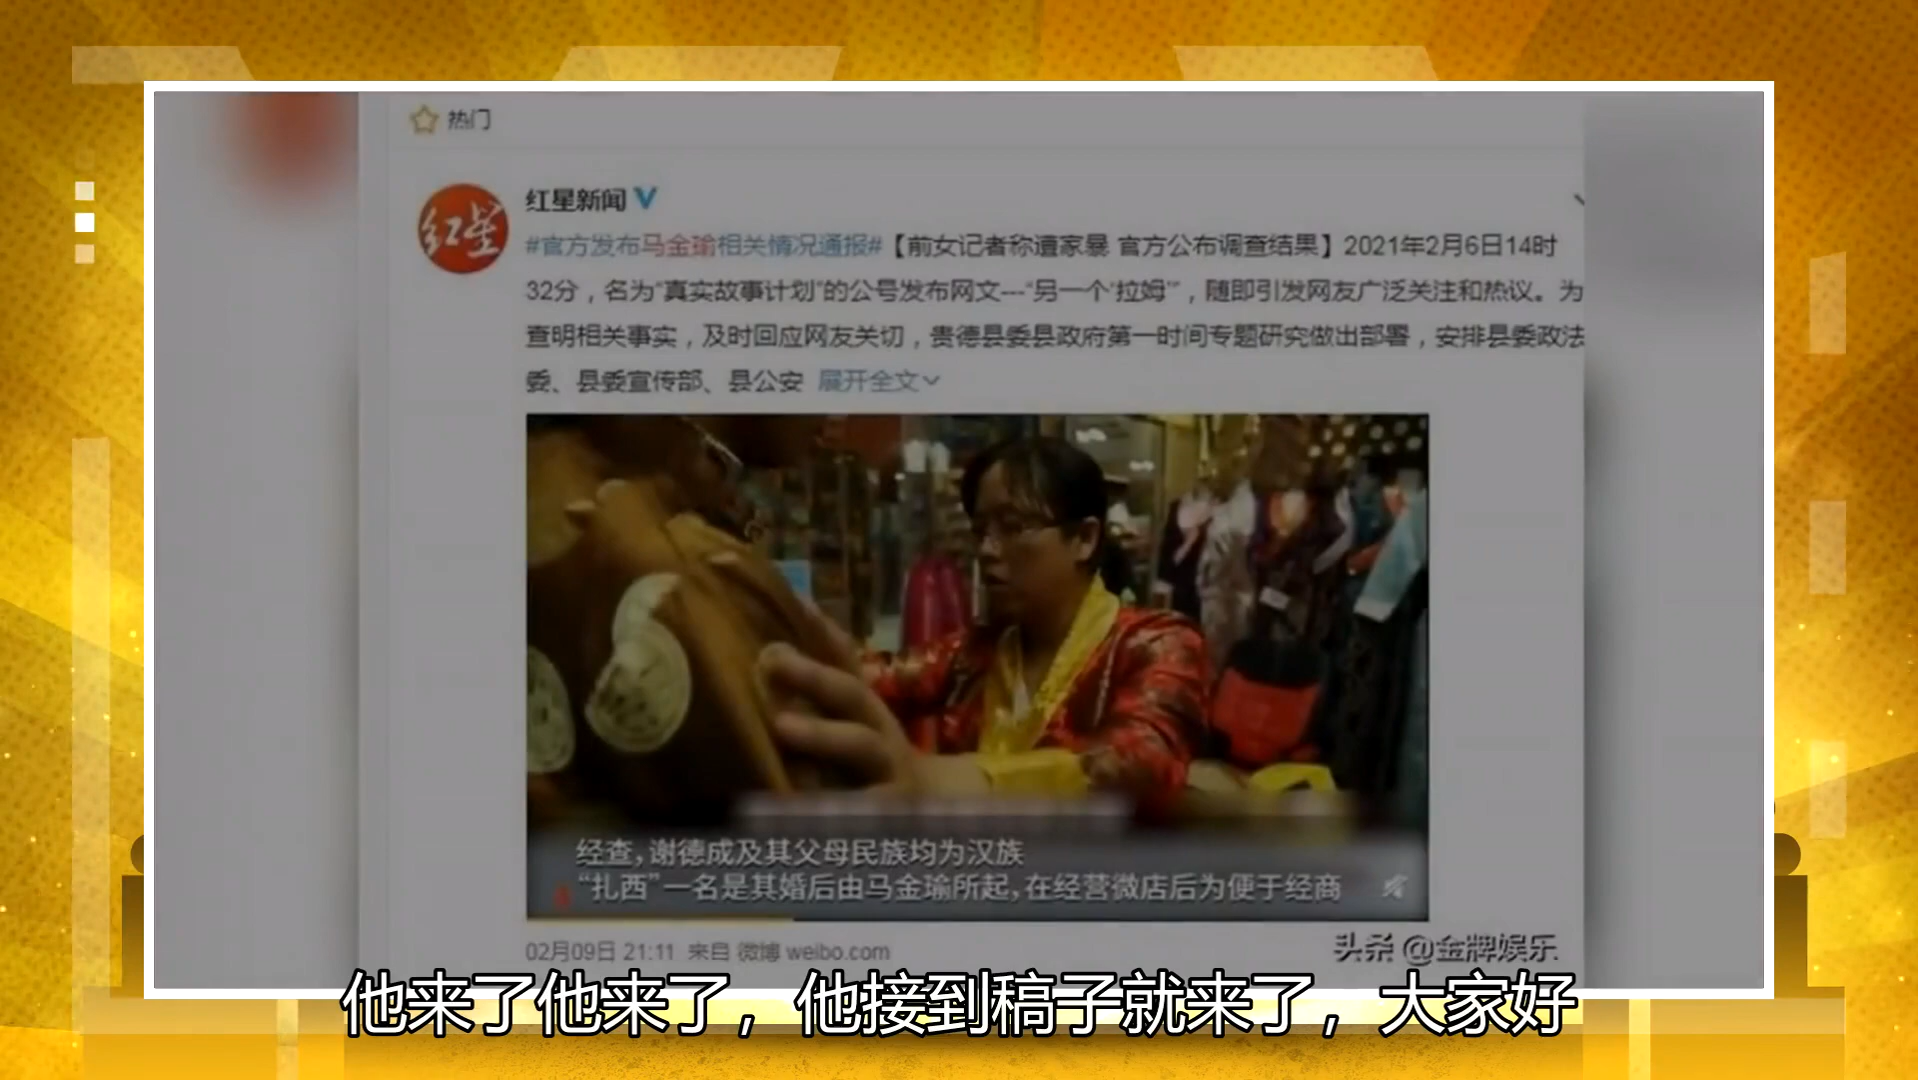 热门
红星
红星新闻
#官方发布马金瑜相关情况通报#【前女记者称遭家暴 官方公布调查结果】2021年2月6日14时
32分，名为“真实故事计划”的公号发布网文---“另一个‘拉姆’”，随即引发网友广泛关注和热议。为
查明相关事实，及时回应网友关切，贵德县委县政府第一时间专题研究做出部署，安排县委政法
委、县委宣传部、县公安 展开全文
经查，谢德成及其父母民族均为汉族
“扎西”一名是其婚后由马金瑜所起，在经营微店后为便于经商
02月09日 21:11 来自 微博 weibo.com
头条 @金牌娱乐
他来了他来了，他接到稿子就来了，大家好